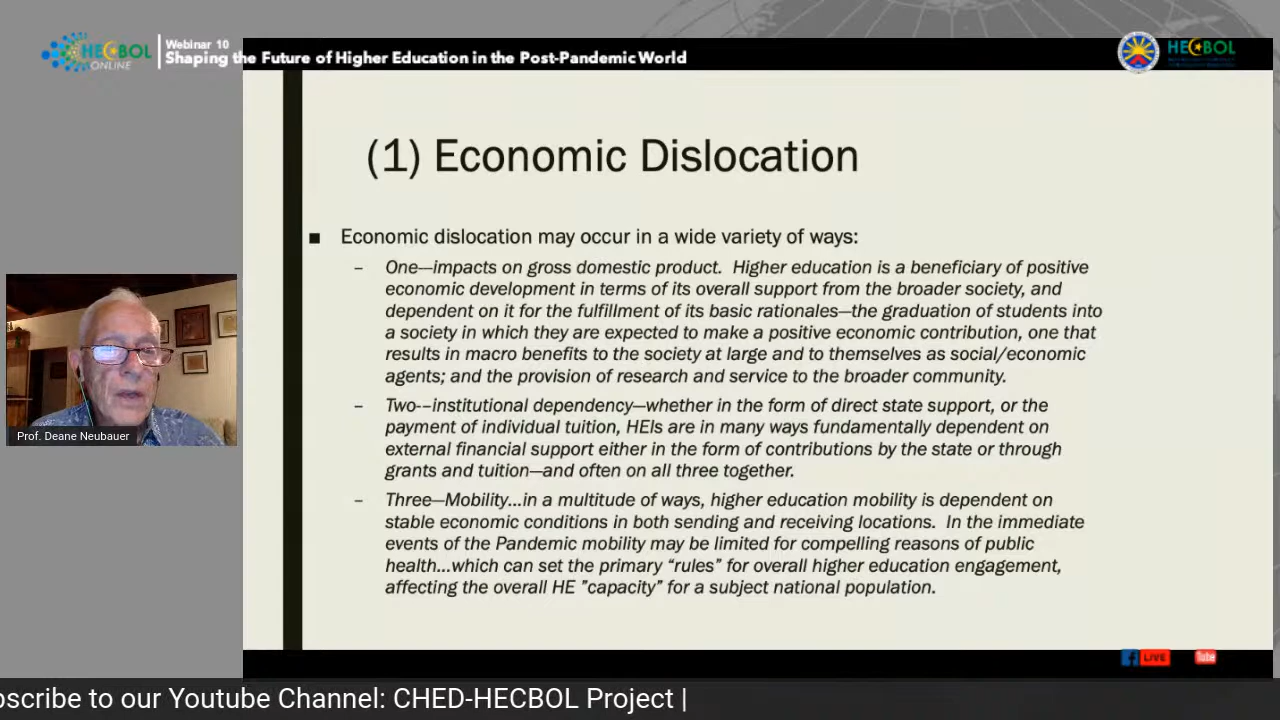 HECBOL
ONLINE
Webinar 10
Shaping the Future of Higher Education in the Post-Pandemic World
HECBOL
(1) Economic Dislocation
■ Economic dislocation may occur in a wide variety of ways:
– One—impacts on gross domestic product. Higher education is a beneficiary of positive
economic development in terms of its overall support from the broader society, and
dependent on it for the fulfillment of its basic rationales—the graduation of students into
a society in which they are expected to make a positive economic contribution, one that
results in macro benefits to the society at large and to themselves as social/economic
agents; and the provision of research and service to the broader community.
– Two--institutional dependency—whether in the form of direct state support, or the
payment of individual tuition, HEIs are in many ways fundamentally dependent on
external financial support either in the form of contributions by the state or through
grants and tuition—and often on all three together.
– Three—Mobility...in a multitude of ways, higher education mobility is dependent on
stable economic conditions in both sending and receiving locations. In the immediate
events of the Pandemic mobility may be limited for compelling reasons of public
health...which can set the primary “rules” for overall higher education engagement,
affecting the overall HE ”capacity” for a subject national population.
Prof. Deane Neubauer
LIVE
Tube
bscribe to our Youtube Channel: CHED-HECBOL Project |